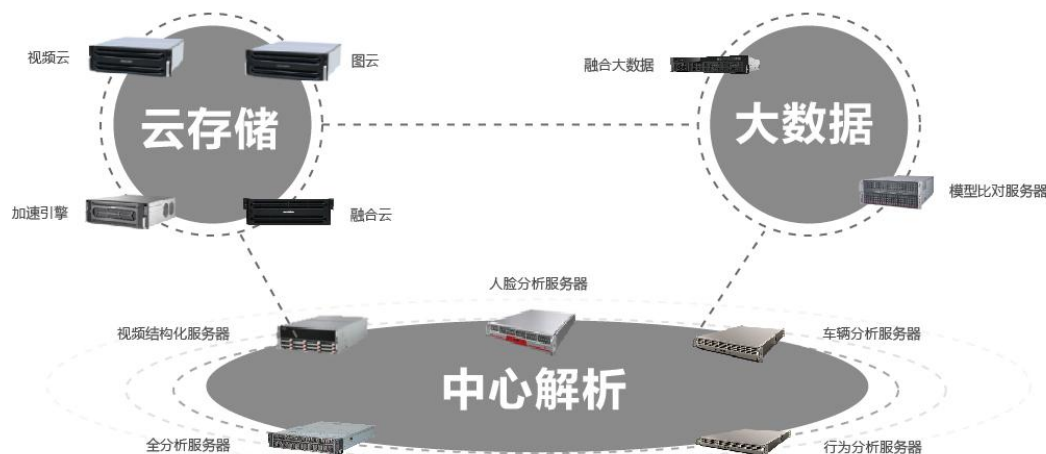 视频云
图云
融合大数据
云存储
大数据
加速引擎
融合云
模型比对服务器
人脸分析服务器
视频结构化服务器
车辆分析服务器
中心解析
全分析服务器
行为分析服务器